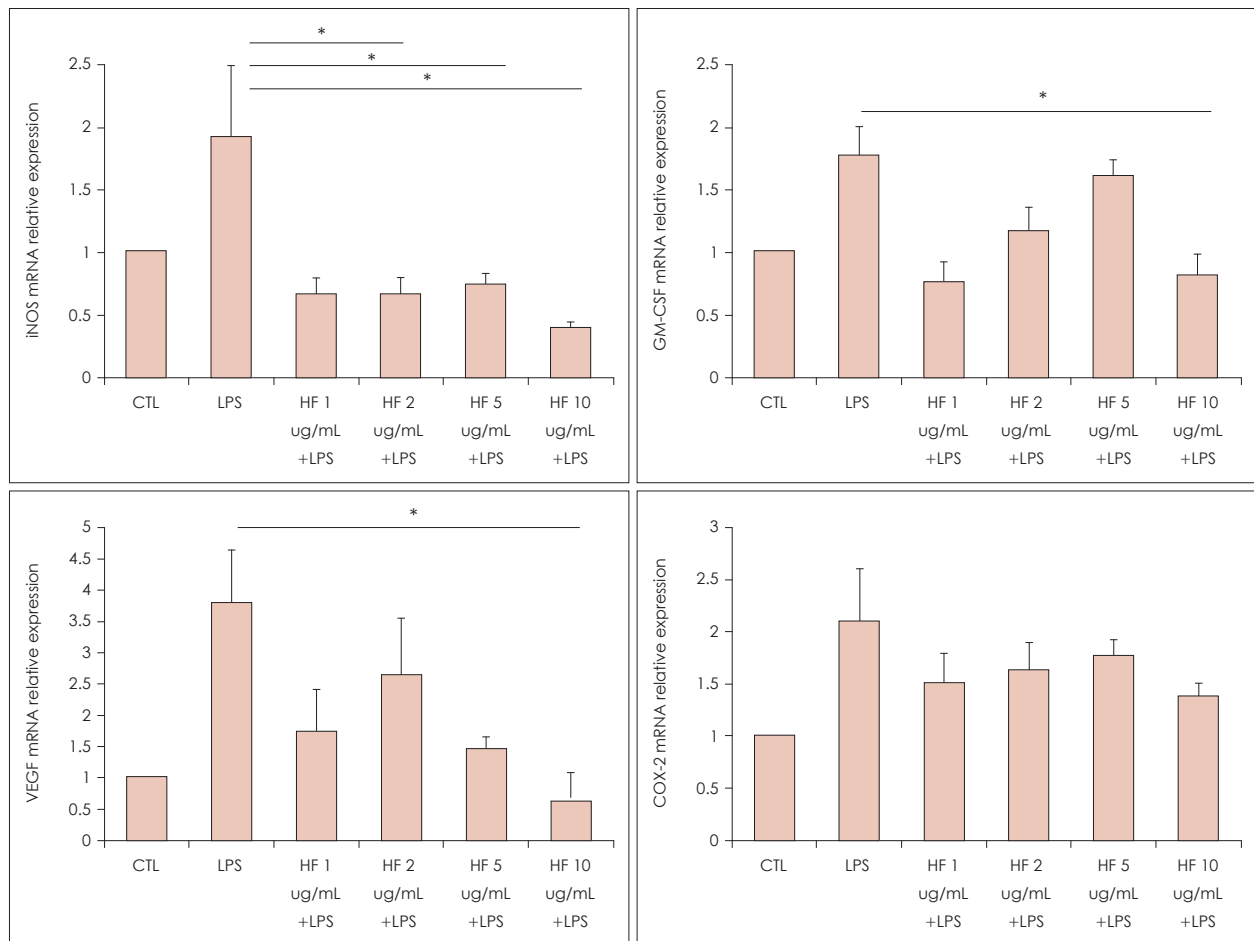 iNOS mRNA relative expression
2.5
2
1.5
1
0.5
0
*
*
*
CTL
LPS
HF 1
ug/mL
+LPS
HF 2
ug/mL
+LPS
HF 5
ug/mL
+LPS
HF 10
ug/mL
+LPS
GM-CSF mRNA relative expression
2.5
2
1.5
1
0.5
0
*
CTL
LPS
HF 1
ug/mL
+LPS
HF 2
ug/mL
+LPS
HF 5
ug/mL
+LPS
HF 10
ug/mL
+LPS
VEGF mRNA relative expression
5
4.5
4
3.5
3
2.5
2
1.5
1
0.5
0
*
CTL
LPS
HF 1
ug/mL
+LPS
HF 2
ug/mL
+LPS
HF 5
ug/mL
+LPS
HF 10
ug/mL
+LPS
COX-2 mRNA relative expression
3
2.5
2
1.5
1
0.5
0
CTL
LPS
HF 1
ug/mL
+LPS
HF 2
ug/mL
+LPS
HF 5
ug/mL
+LPS
HF 10
ug/mL
+LPS